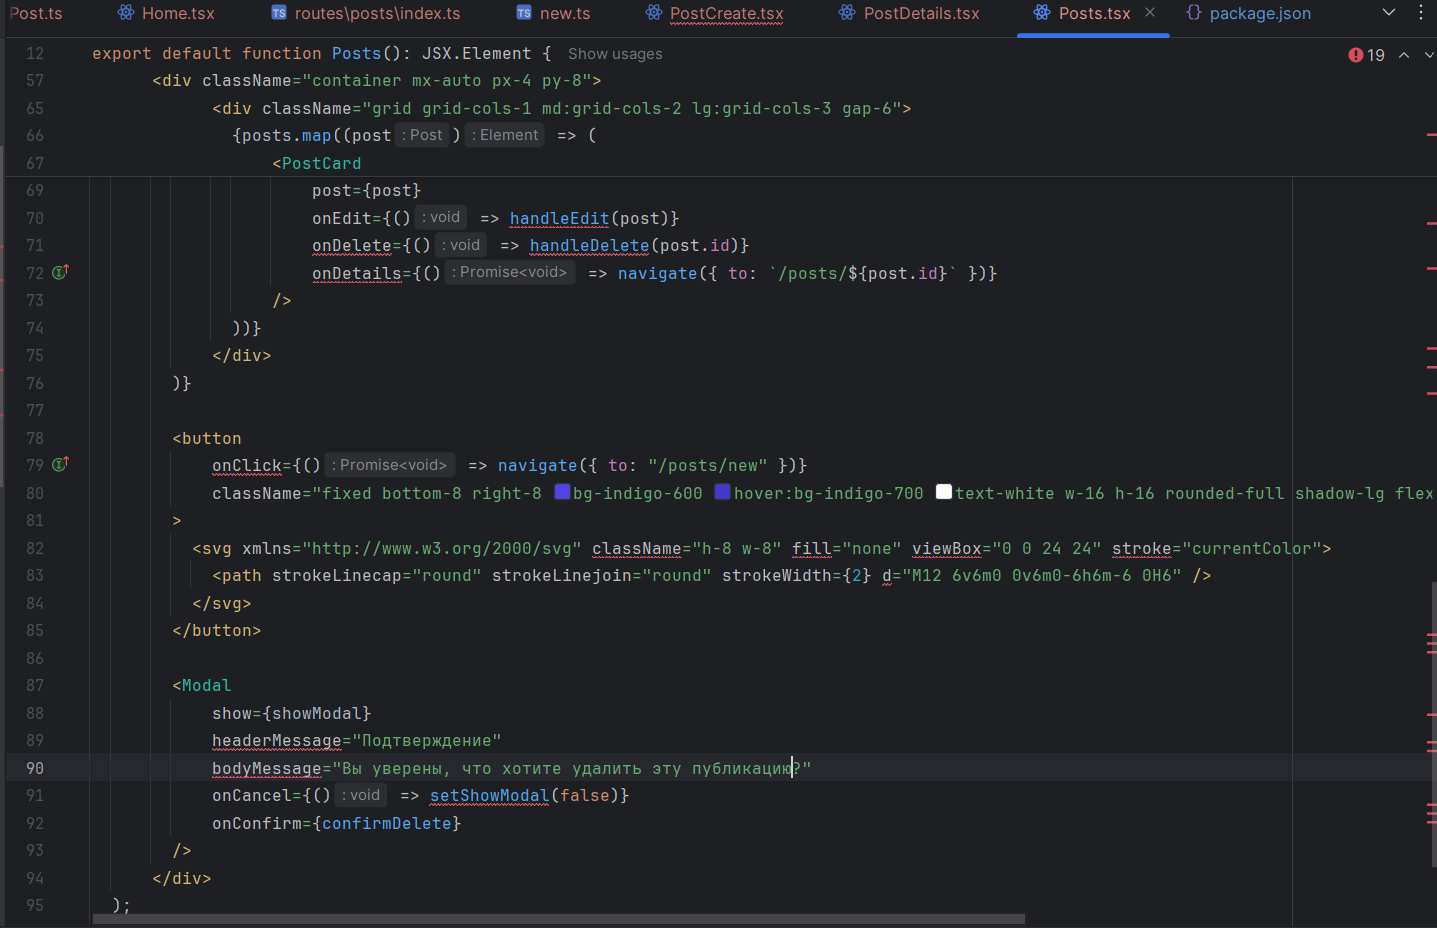 Post.ts Home.tsx routes\posts\index.ts new.ts PostCreate.tsx PostDetails.tsx Posts.tsx package.json
12 export default function Posts(): JSX.Element { Show usages 19
57 <div className="container mx-auto px-4 py-8">
65 <div className="grid grid-cols-1 md:grid-cols-2 lg:grid-cols-3 gap-6">
66 {posts.map((post : Post ) : Element => (
67 <PostCard
69 post={post}
70 onEdit={() : void => handleEdit(post)}
71 onDelete={() : void => handleDelete(post.id)}
72 onDetails={() : Promise<void> => navigate({ to: `/posts/${post.id}` })}
73 />
74 ))}
75 </div>
76 )}
77
78 <button
79 onClick={() : Promise<void> => navigate({ to: "/posts/new" })}
80 className="fixed bottom-8 right-8 bg-indigo-600 hover:bg-indigo-700 text-white w-16 h-16 rounded-full shadow-lg flex
81 >
82 <svg xmlns="http://www.w3.org/2000/svg" className="h-8 w-8" fill="none" viewBox="0 0 24 24" stroke="currentColor">
83 <path strokeLinecap="round" strokeLinejoin="round" strokeWidth={2} d="M12 6v6m0 0v6m0-6h6m-6 0H6" />
84 </svg>
85 </button>
86
87 <Modal
88 show={showModal}
89 headerMessage="Подтверждение"
90 bodyMessage="Вы уверены, что хотите удалить эту публикацию?"
91 onCancel={() : void => setShowModal(false)}
92 onConfirm={confirmDelete}
93 />
94 </div>
95 );